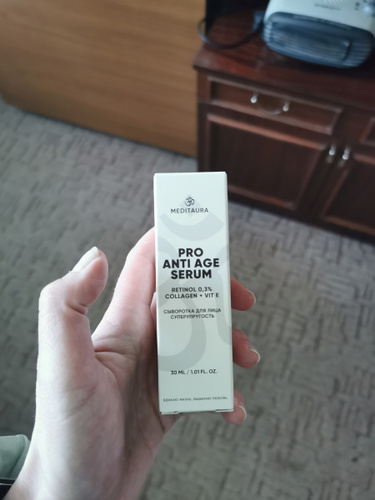 MEDITAURA
PRO
ANTI AGE
SERUM
RETINOL 0,3%
COLLAGEN + VIT E
СЫВОРОТКА ДЛЯ ЛИЦА
СУПЕРУПРУГОСТЬ
30 ML / 1.01 FL. OZ.